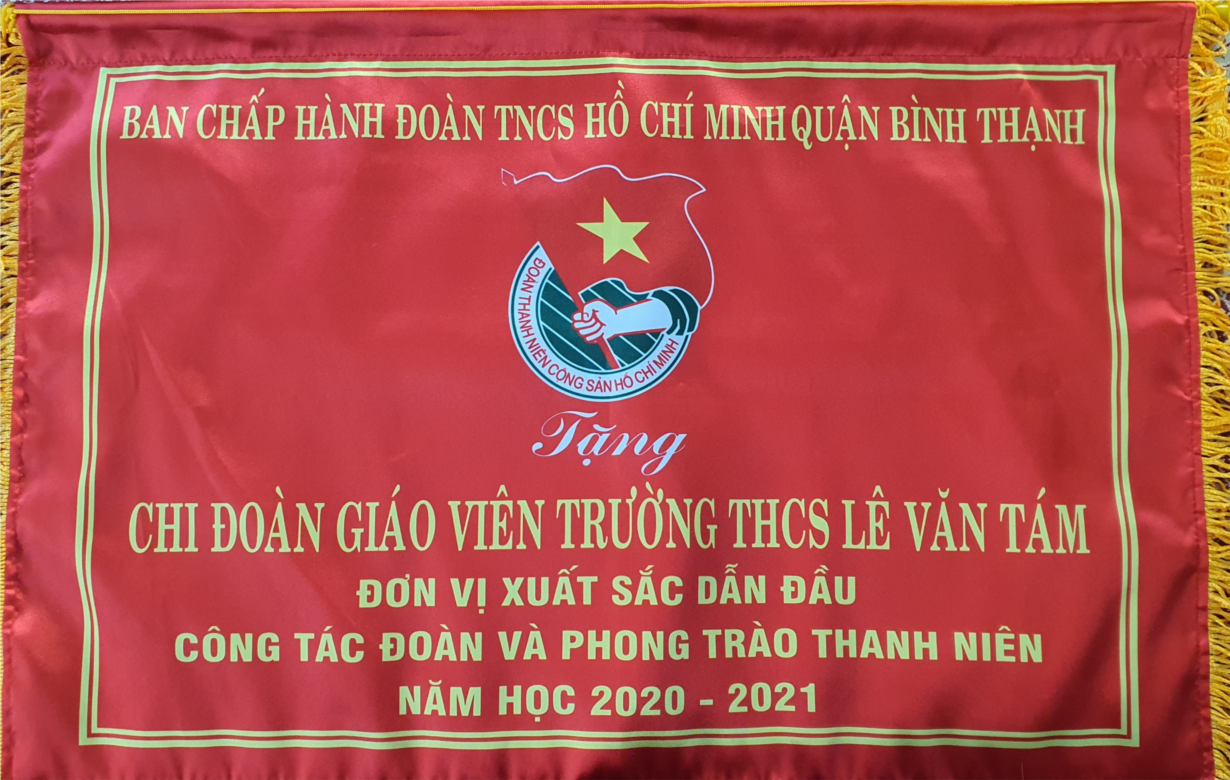 BAN CHẤP HÀNH ĐOÀN TNCS HỒ CHÍ MINH QUẬN BÌNH THẠNH
ĐOÀN THANH NIÊN CỘNG SẢN HỒ CHÍ MINH
Tặng
CHI ĐOÀN GIÁO VIÊN TRƯỜNG THCS LÊ VĂN TÁM
ĐƠN VỊ XUẤT SẮC DẪN ĐẦU
CÔNG TÁC ĐOÀN VÀ PHONG TRÀO THANH NIÊN
NĂM HỌC 2020 - 2021